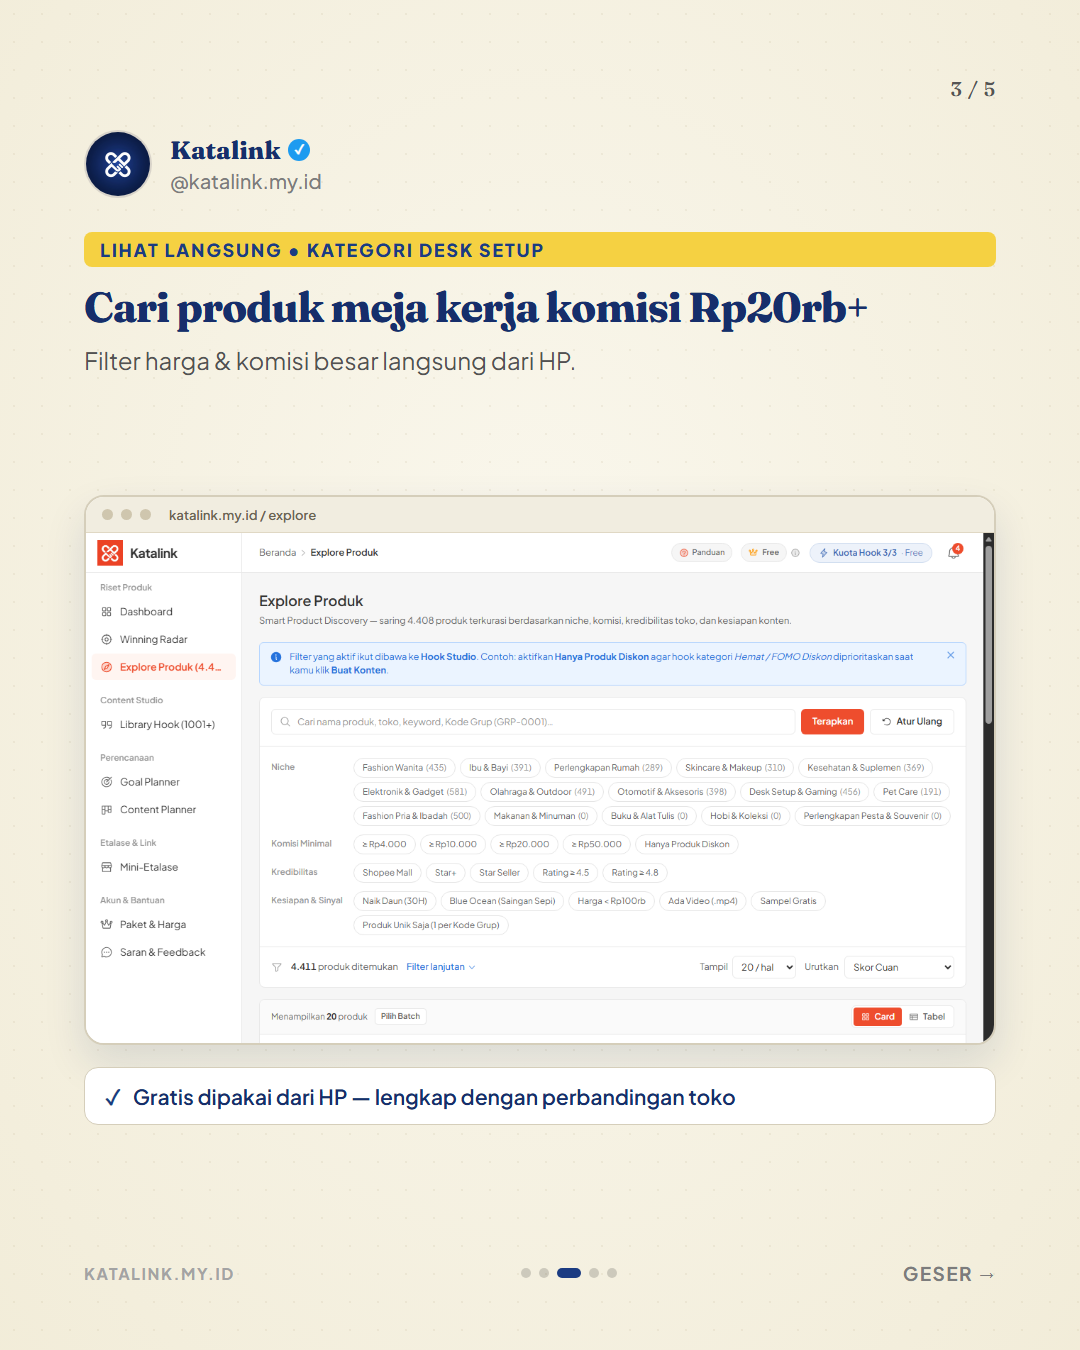 3 / 5
Katalink
@katalink.my.id
LIHAT LANGSUNG ● KATEGORI DESK SETUP
Cari produk meja kerja komisi Rp20rb+
Filter harga & komisi besar langsung dari HP.
katalink.my.id / explore
Katalink
Beranda > Explore Produk
Panduan
Free
Kuota Hook 3/3 · Free
4
Riset Produk
Dashboard
Winning Radar
Explore Produk (4.4...
Content Studio
Library Hook (1001+)
Perencanaan
Goal Planner
Content Planner
Etalase & Link
Mini-Etalase
Akun & Bantuan
Paket & Harga
Saran & Feedback
Explore Produk
Smart Product Discovery — saring 4.408 produk terkurasi berdasarkan niche, komisi, kredibilitas toko, dan kesiapan konten.
Filter yang aktif ikut dibawa ke Hook Studio. Contoh: aktifkan Hanya Produk Diskon agar hook kategori Hemat / FOMO Diskon diprioritaskan saat
kamu klik Buat Konten.
Cari nama produk, toko, keyword, Kode Grup (GRP-0001)...
Terapkan
Atur Ulang
Niche
Fashion Wanita (435) Ibu & Bayi (391) Perlengkapan Rumah (289) Skincare & Makeup (310) Kesehatan & Suplemen (369)
Elektronik & Gadget (581) Olahraga & Outdoor (491) Otomotif & Aksesoris (398) Desk Setup & Gaming (456) Pet Care (191)
Fashion Pria & Ibadah (500) Makanan & Minuman (0) Buku & Alat Tulis (0) Hobi & Koleksi (0) Perlengkapan Pesta & Souvenir (0)
Komisi Minimal ≥ Rp4.000 ≥ Rp10.000 ≥ Rp20.000 ≥ Rp50.000 Hanya Produk Diskon
Kredibilitas Shopee Mall Star+ Star Seller Rating ≥ 4.5 Rating ≥ 4.8
Kesiapan & Sinyal Naik Daun (30H) Blue Ocean (Saingan Sepi) Harga < Rp100rb Ada Video (.mp4) Sampel Gratis
Produk Unik Saja (1 per Kode Grup)
4.411 produk ditemukan Filter lanjutan Tampil 20 / hal Urutkan Skor Cuan
Menampilkan 20 produk Pilih Batch Card Tabel
✓ Gratis dipakai dari HP — lengkap dengan perbandingan toko
KATALINK.MY.ID
GESER →